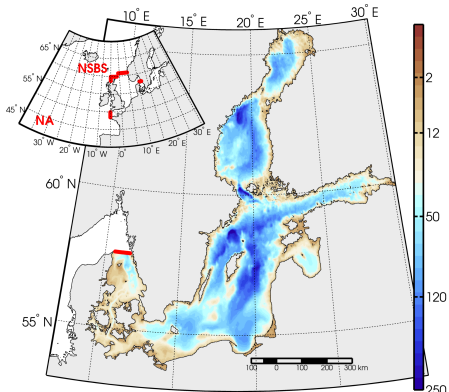 10° E
15° E
20° E
25° E
30° E
65° N
55° N
45° N
NSBS
NA
30° W
20° W
10° W
0°
10° E
20° E
30° E
60° N
55° N
2
12
50
120
250
100
0
100
200
300 km